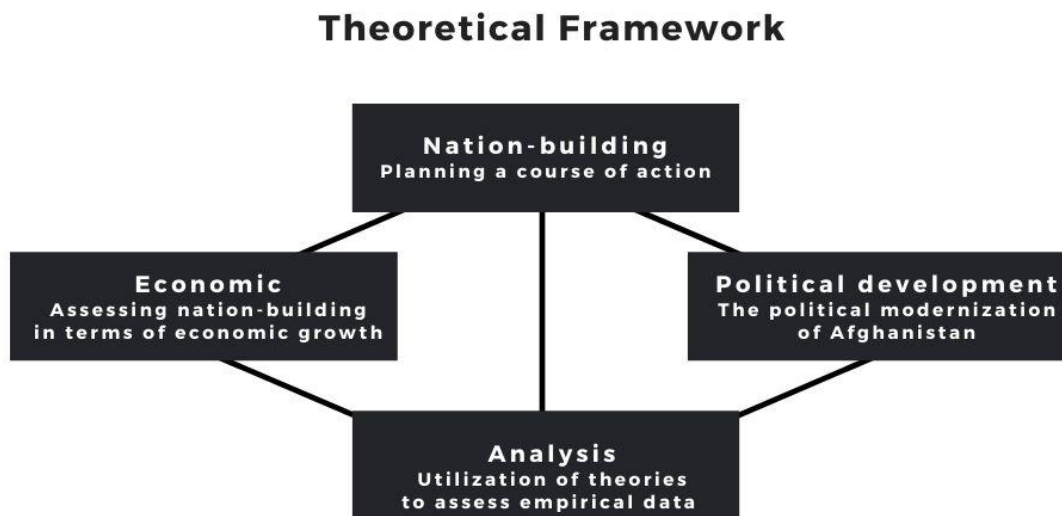 Theoretical Framework
Nation-building
Planning a course of action
Economic
Assessing nation-building
in terms of economic growth
Political development
The political modernization
of Afghanistan
Analysis
Utilization of theories
to assess empirical data